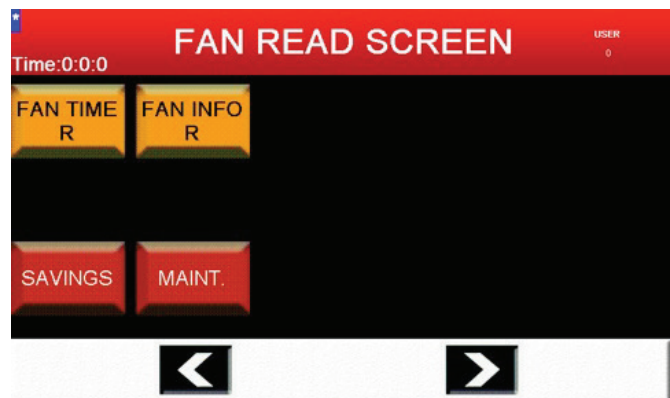 *
FAN READ SCREEN
USER
0
Time:0:0:0
FAN TIME
R
FAN INFO
R
SAVINGS
MAINT.